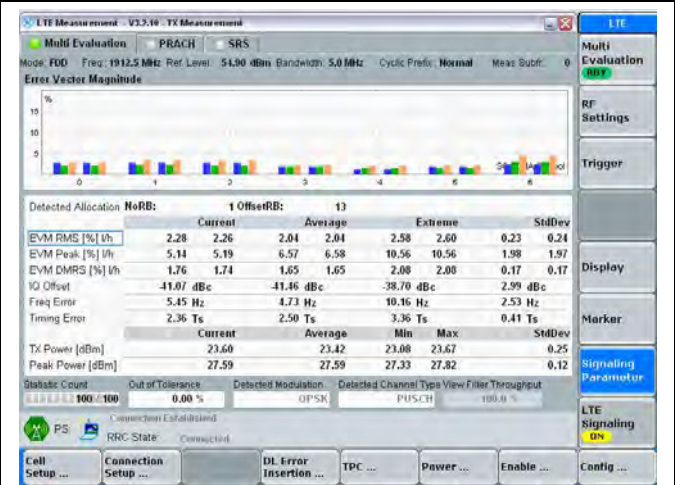 LTE Measurement - V3.2.10 - TX Measurement
LTE
Multi Evaluation PRACH SRS
Multi Evaluation RDY
Mode: FDD Freq.: 1912.5 MHz Ref. Level: 54.90 dBm Bandwidth: 5.0 MHz Cyclic Prefix: Normal Meas Subfr.: 0
Error Vector Magnitude
%
15
10
5
0 1 2 3 4 5 6
RF Settings
Trigger
Detected Allocation NoRB: 1 OffsetRB: 13
Current Average Extreme StdDev
EVM RMS [%] l/h 2.28 2.26 2.04 2.04 2.58 2.60 0.23 0.24
EVM Peak [%] l/h 5.14 5.19 6.57 6.58 10.56 10.56 1.98 1.97
EVM DMRS [%] l/h 1.76 1.74 1.65 1.65 2.08 2.08 0.17 0.17
IQ Offset -41.07 dBc -41.46 dBc -38.70 dBc 2.99 dBc
Freq Error 5.45 Hz 4.73 Hz 10.16 Hz 2.53 Hz
Timing Error 2.36 Ts 2.50 Ts 3.36 Ts 0.41 Ts
Current Average Min Max StdDev
TX Power [dBm] 23.60 23.42 23.08 23.67 0.25
Peak Power [dBm] 27.59 27.59 27.33 27.82 0.12
Display
Marker
Signaling Parameter
Statistic Count Out of Tolerance Detected Modulation Detected Channel Type View Filter Throughput
100 / 100 0.00 % QPSK PUSCH 100.0 %
PS Connection Established
RRC State: Connected
LTE Signaling ON
Cell Setup ...
Connection Setup ...
DL Error Insertion ...
TPC ...
Power ...
Enable ...
Config ...